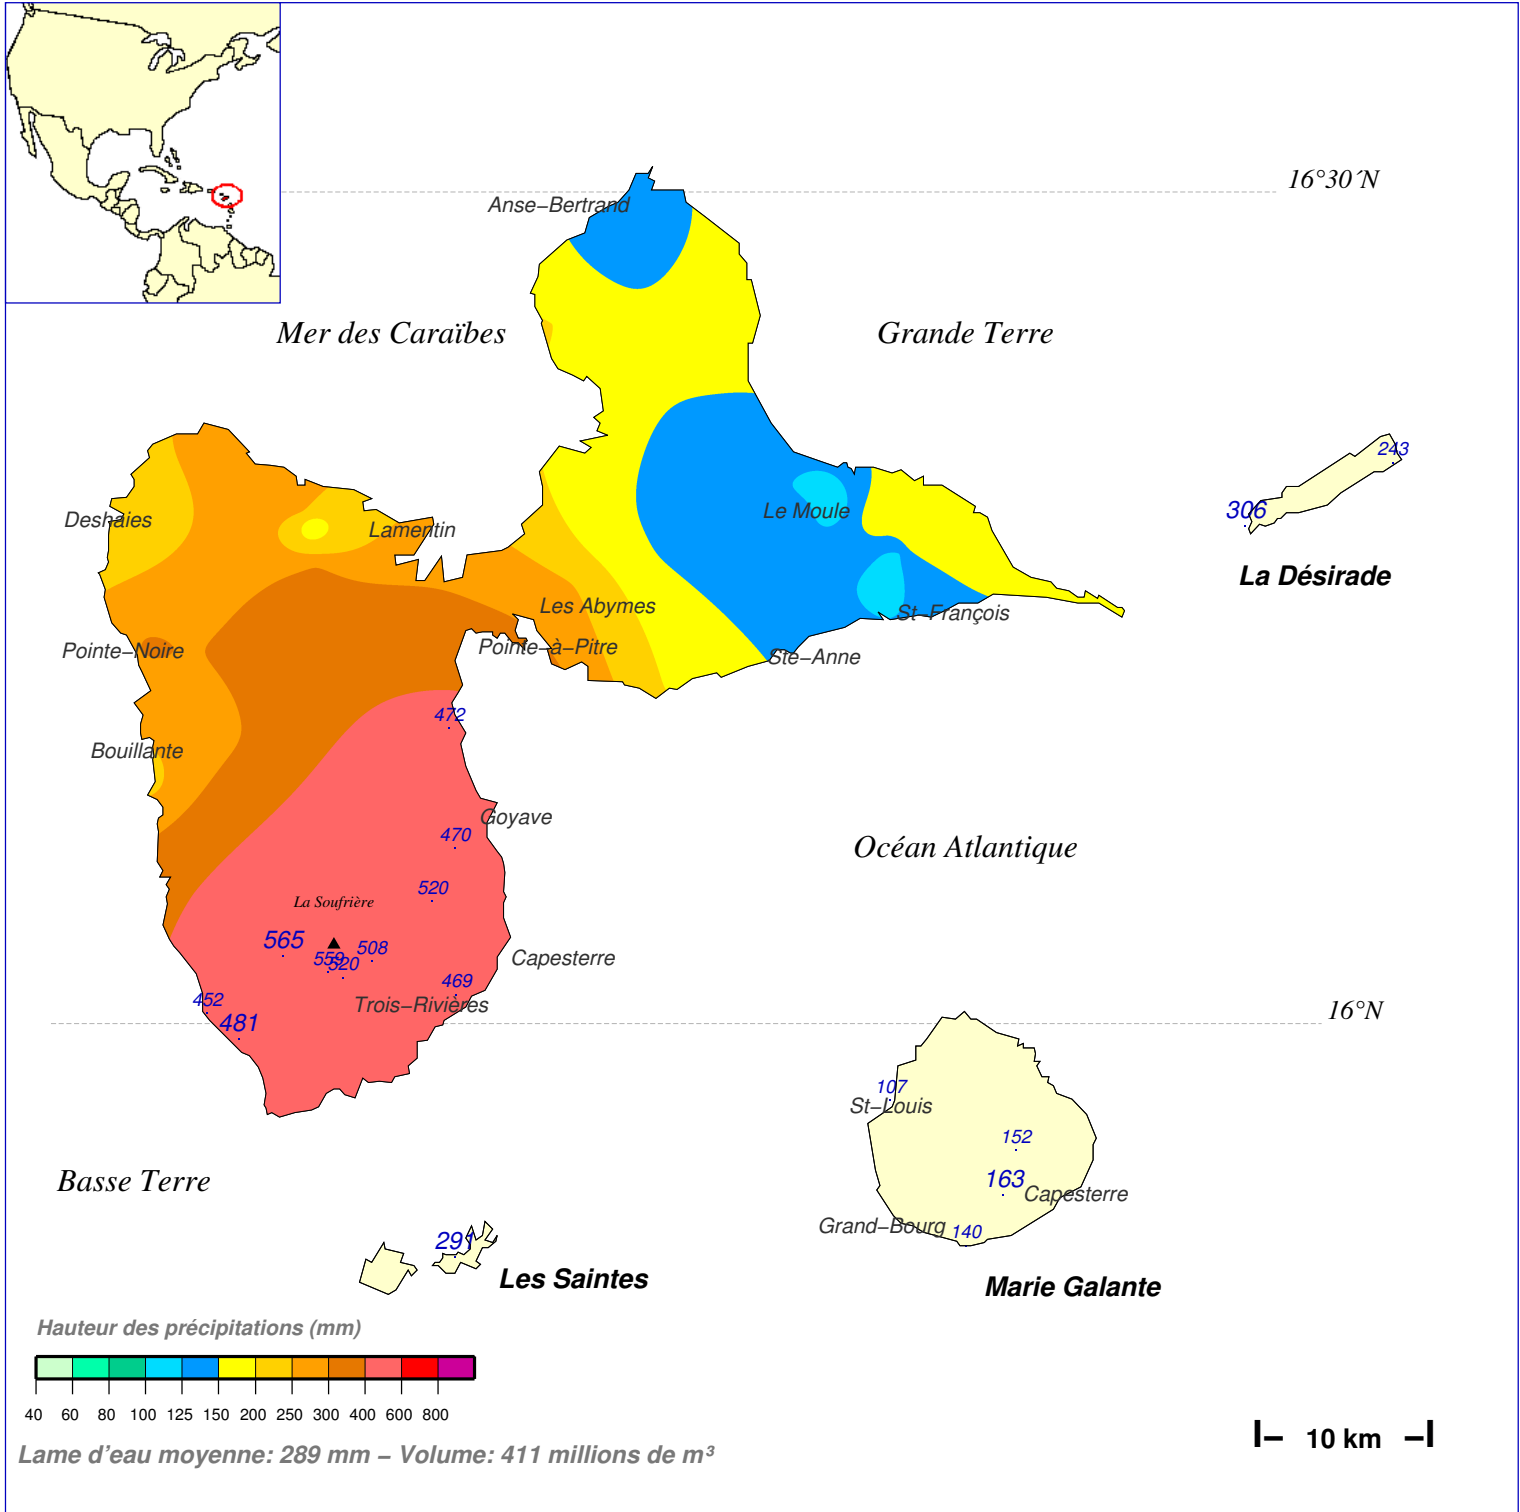 16°30´N
Anse−Bertrand
Mer des Caraïbes
Grande Terre
243
306
La Désirade
Deshaies
Lamentin
Le Moule
Les Abymes
St−François
Pointe−Noire
Pointe−à−Pitre
Ste−Anne
472
Bouillante
Goyave
470
Océan Atlantique
520
La Soufrière
565
559
520
508
Capesterre
469
452
481
Trois−Rivières
16°N
107
St−Louis
152
163
Capesterre
Grand−Bourg
140
Basse Terre
291
Les Saintes
Marie Galante
Hauteur des précipitations (mm)
40 60 80 100 125 150 200 250 300 400 600 800
Lame d'eau moyenne: 289 mm − Volume: 411 millions de m³
10 km